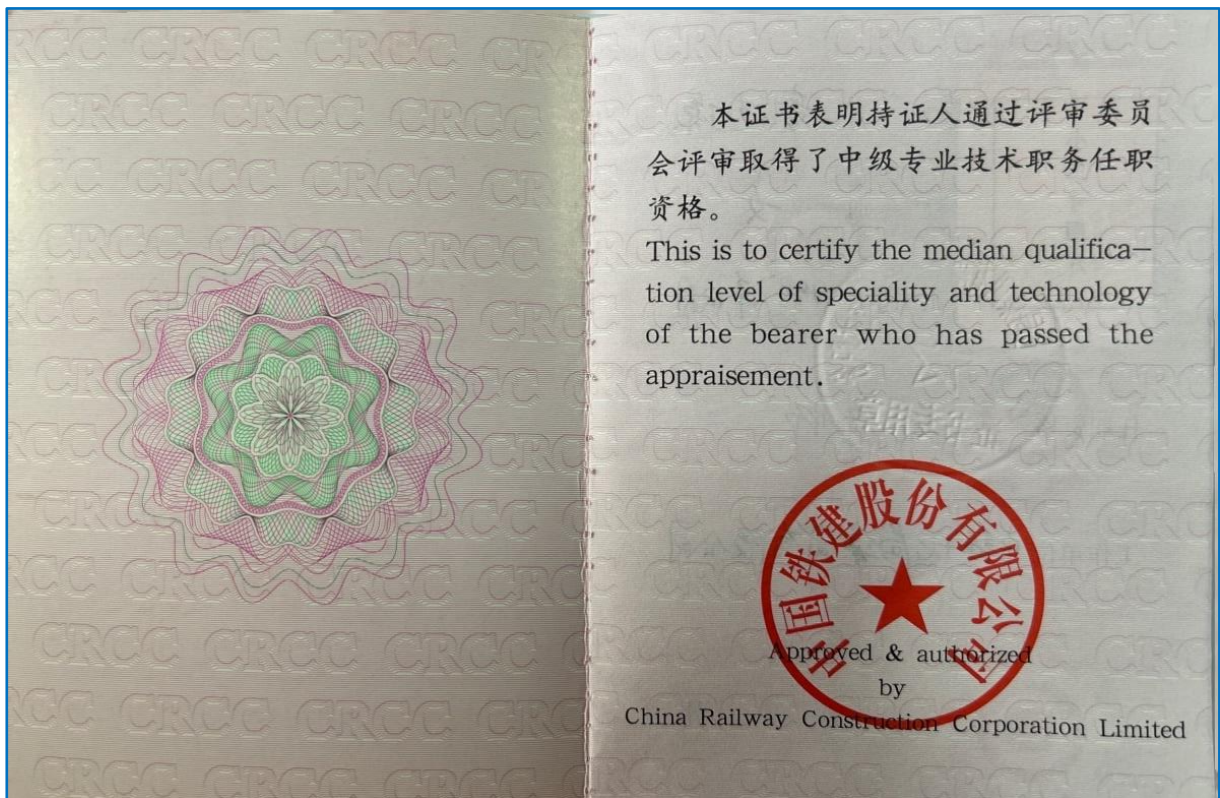 本证书表明持证人通过评审委员
会评审取得了中级专业技术职务任职
资格。
This is to certify the median qualifica–
tion level of speciality and technology
of the bearer who has passed the
appraisement.
中国铁建股份有限公司
Approved & authorized
by
China Railway Construction Corporation Limited